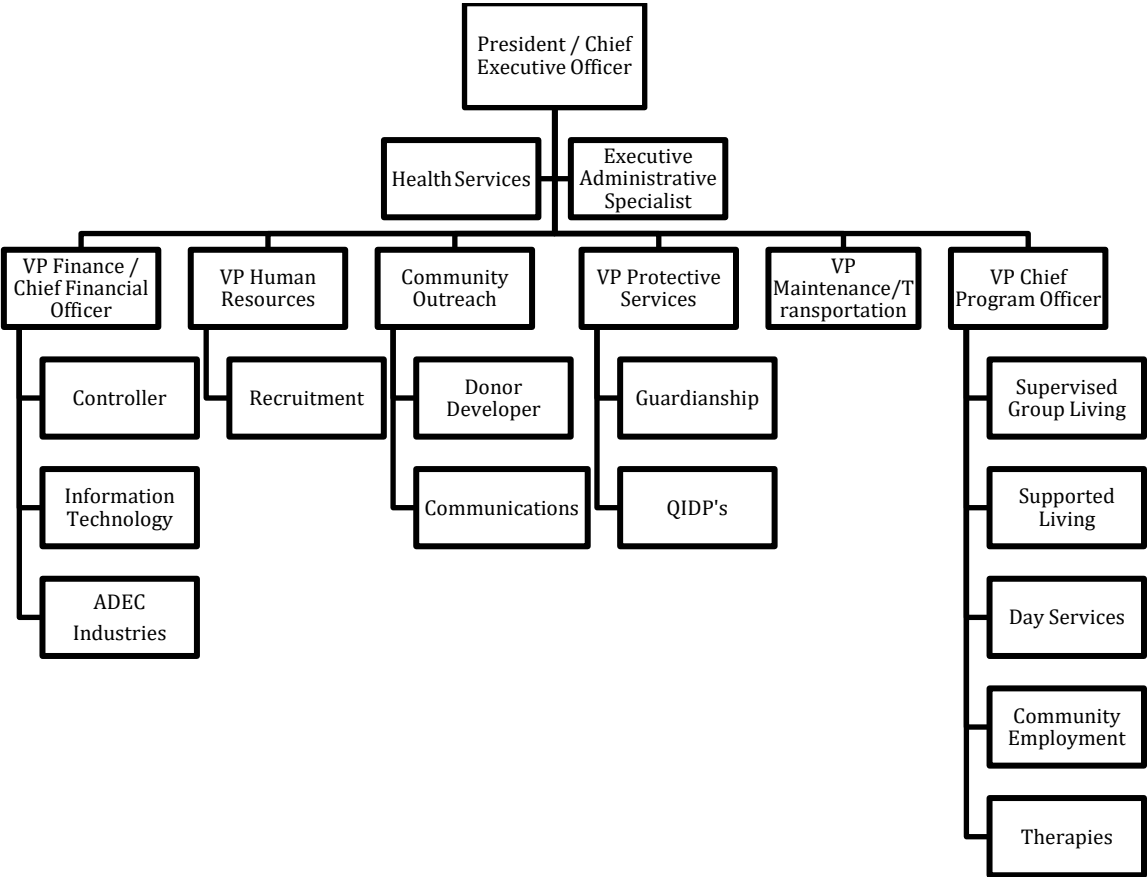 President / Chief
Executive Officer
Health Services
Executive
Administrative
Specialist
VP Finance /
Chief Financial
Officer
VP Human
Resources
Community
Outreach
VP Protective
Services
VP
Maintenance/T
ransportation
VP Chief
Program Officer
Controller
Recruitment
Donor
Developer
Guardianship
Supervised
Group Living
Information
Technology
Communications
QIDP's
Supported
Living
ADEC
Industries
Day Services
Community
Employment
Therapies